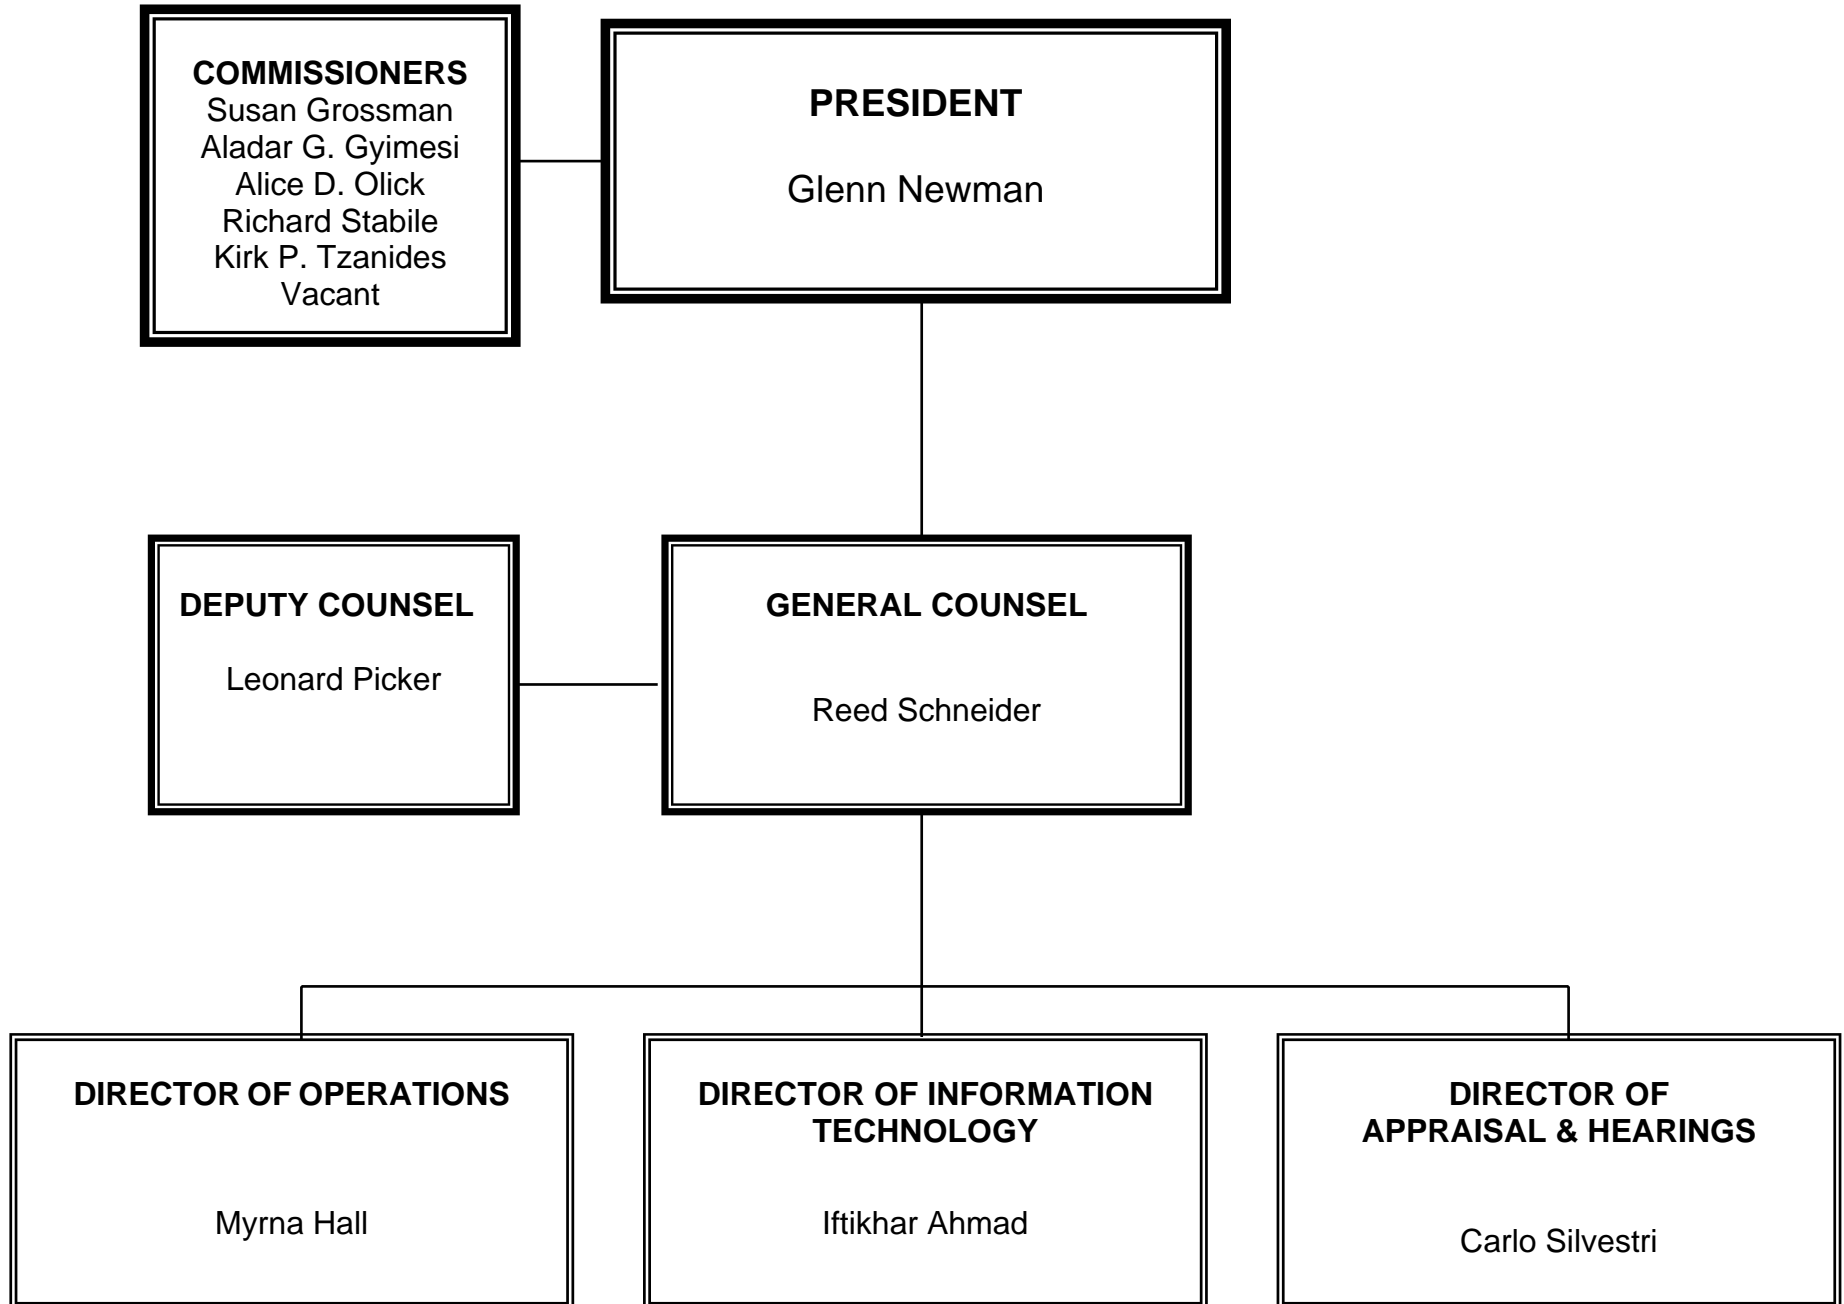 COMMISSIONERS
Susan Grossman
Aladar G. Gyimesi
Alice D. Olick
Richard Stabile
Kirk P. Tzanides
Vacant
PRESIDENT
Glenn Newman
DEPUTY COUNSEL
Leonard Picker
GENERAL COUNSEL
Reed Schneider
DIRECTOR OF OPERATIONS
Myrna Hall
DIRECTOR OF INFORMATION
TECHNOLOGY
Iftikhar Ahmad
DIRECTOR OF
APPRAISAL & HEARINGS
Carlo Silvestri